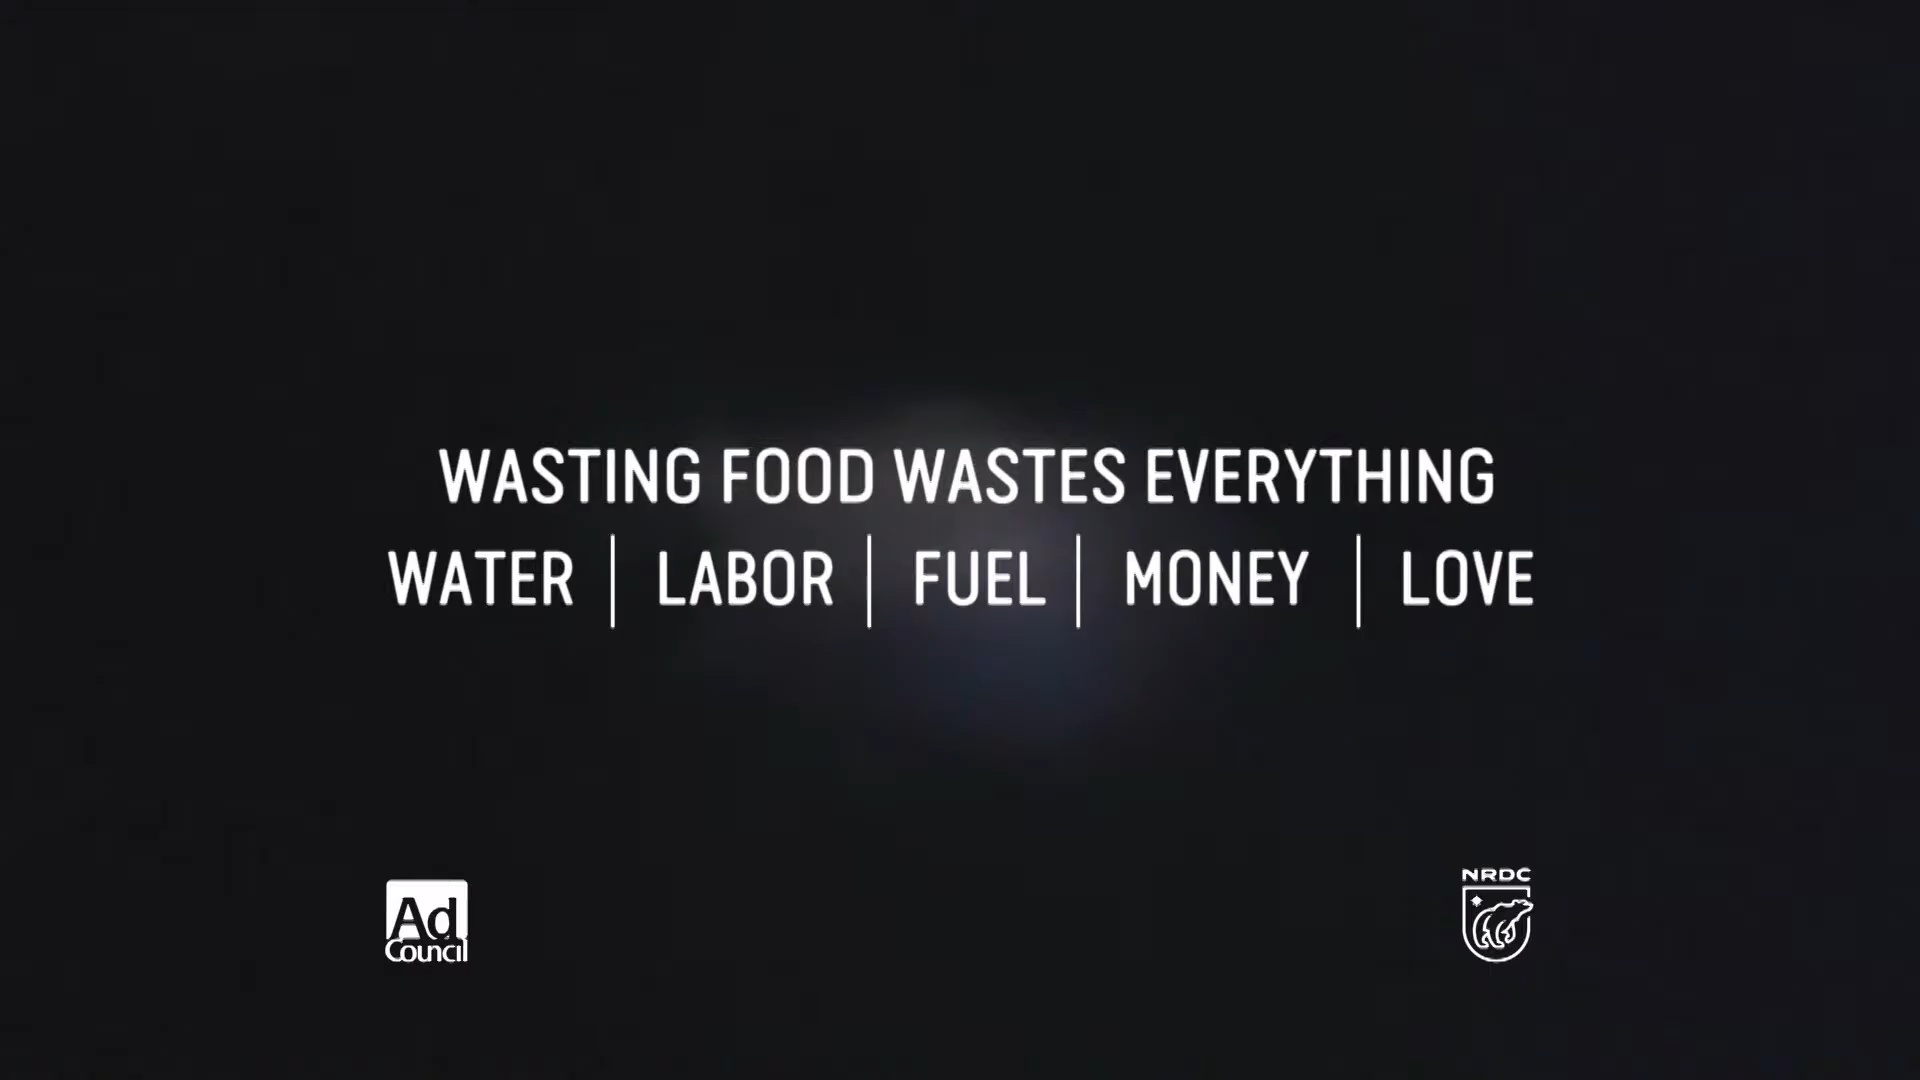 WASTING FOOD WASTES EVERYTHING
WATER | LABOR | FUEL | MONEY | LOVE
Ad
Council
NRDC